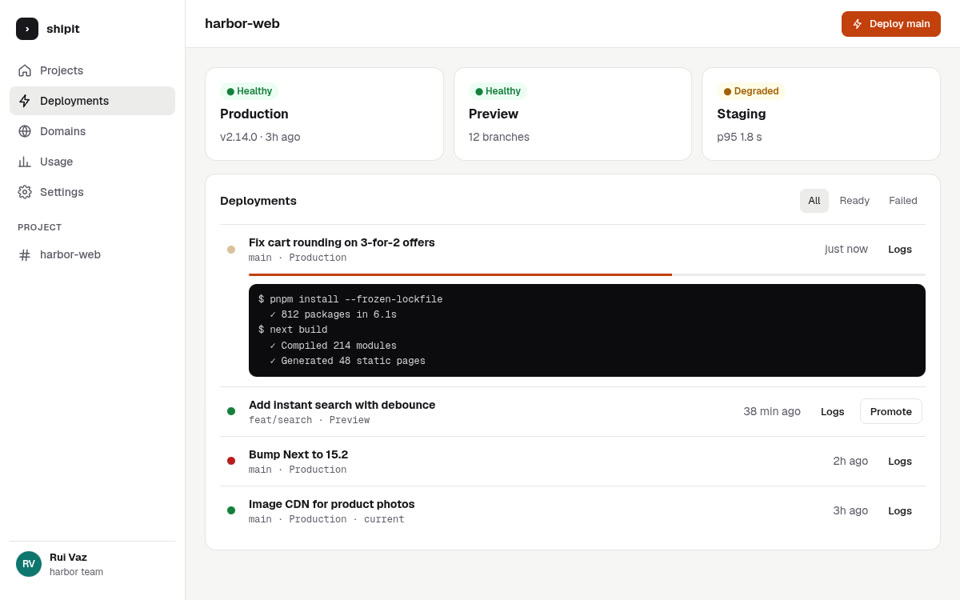 shipit
Projects
Deployments
Domains
Usage
Settings
PROJECT
harbor-web
RV
Rui Vaz
harbor team
harbor-web
Deploy main
Healthy
Production
v2.14.0 · 3h ago
Healthy
Preview
12 branches
Degraded
Staging
p95 1.8 s
Deployments
All
Ready
Failed
Fix cart rounding on 3-for-2 offers
main · Production
just now
Logs
$ pnpm install --frozen-lockfile
✓ 812 packages in 6.1s
$ next build
✓ Compiled 214 modules
✓ Generated 48 static pages
Add instant search with debounce
feat/search · Preview
38 min ago
Logs
Promote
Bump Next to 15.2
main · Production
2h ago
Logs
Image CDN for product photos
main · Production · current
3h ago
Logs